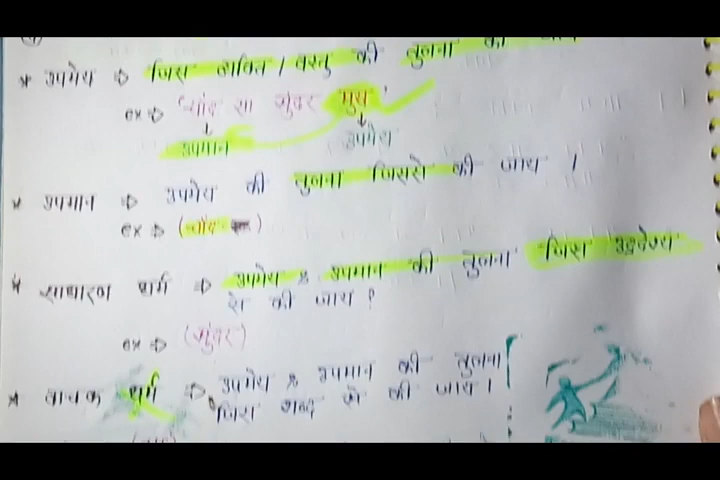 * उपमेय ⇒ जिस व्यक्ति / वस्तु की तुलना की जाय
ex ⇒ 'चाँद सा सुंदर मुख'
उपमान उपमेय
* उपमान ⇒ उपमेय की तुलना जिससे की जाय ।
ex ⇒ (चाँद)
* साधारण धर्म ⇒ उपमेय & उपमान की तुलना जिस उद्देश्य
से की जाय ?
ex ⇒ (सुंदर)
* वाचक धर्म ⇒ उपमेय & उपमान की तुलना
जिस शब्द से की जाय ।